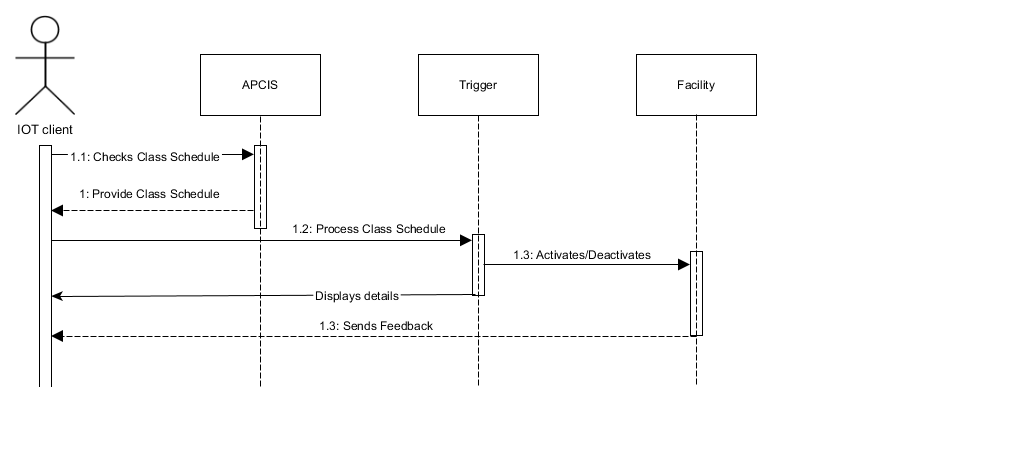 APCIS
Trigger
Facility
IOT client
1.1: Checks Class Schedule
1: Provide Class Schedule
1.2: Process Class Schedule
1.3: Activates/Deactivates
Displays details
1.3: Sends Feedback